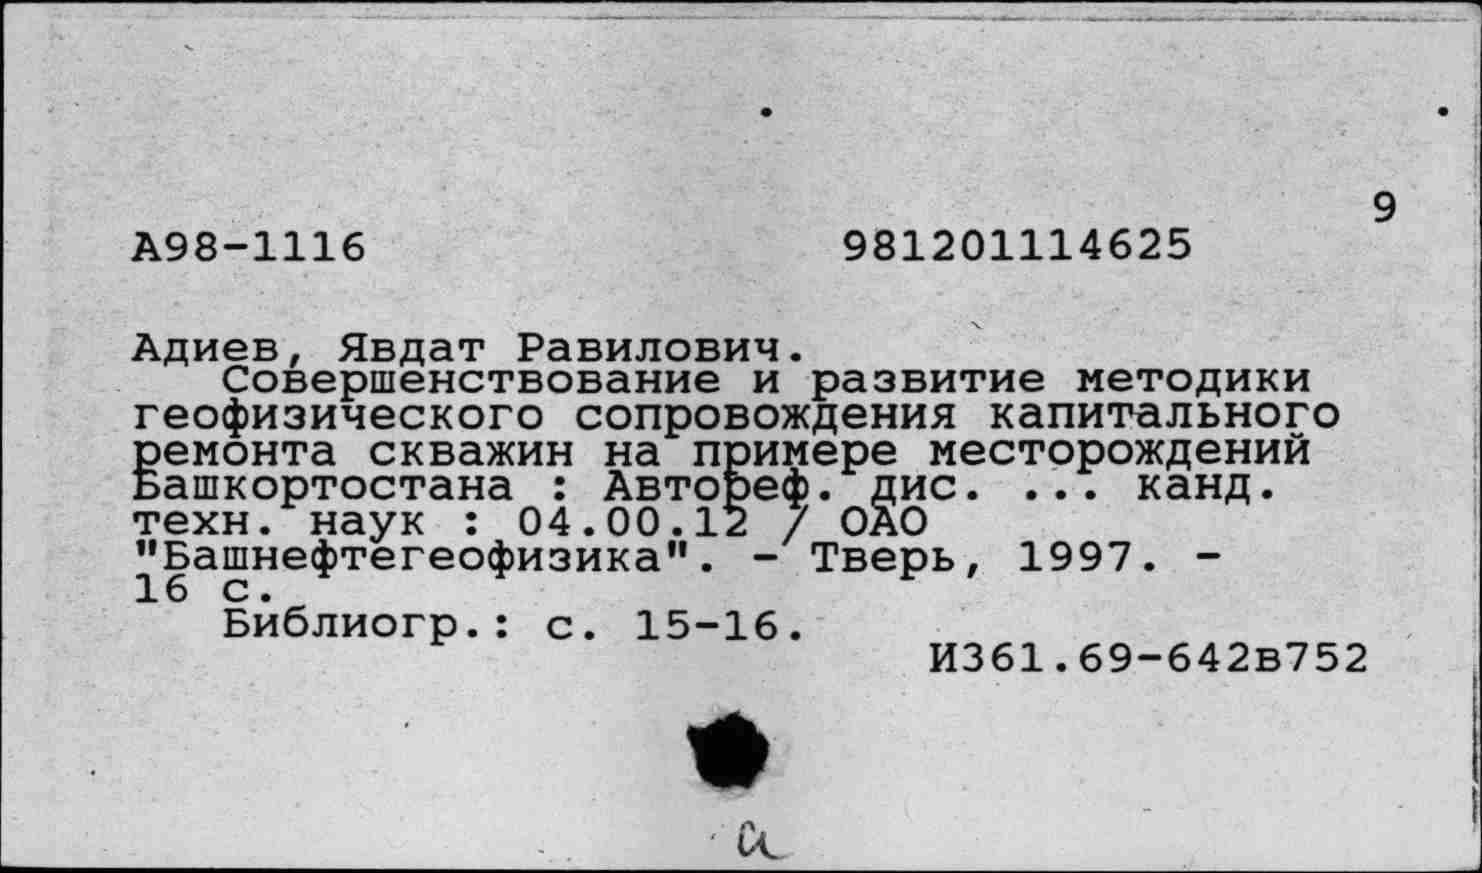 9
А98-1116 981201114625
Адиев, Явдат Равилович.
Совершенствование и развитие методики
геофизического сопровождения капитального
ремонта скважин на примере месторождений
Башкортостана : Автореф. дис. ... канд.
техн. наук : 04.00.12 / ОАО
"Башнефтегеофизика". - Тверь, 1997. -
16 с.
Библиогр.: с. 15-16.
И361.69-642в752
а